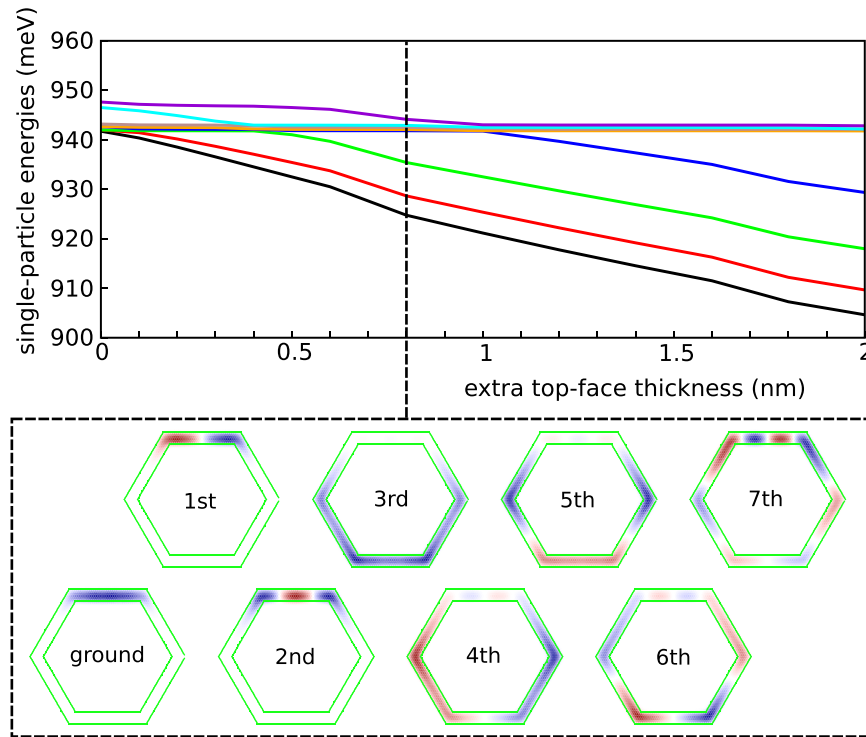 single-particle energies (meV)
960
950
940
930
920
910
900
0
0.5
1
1.5
2
extra top-face thickness (nm)
1st
3rd
5th
7th
ground
2nd
4th
6th